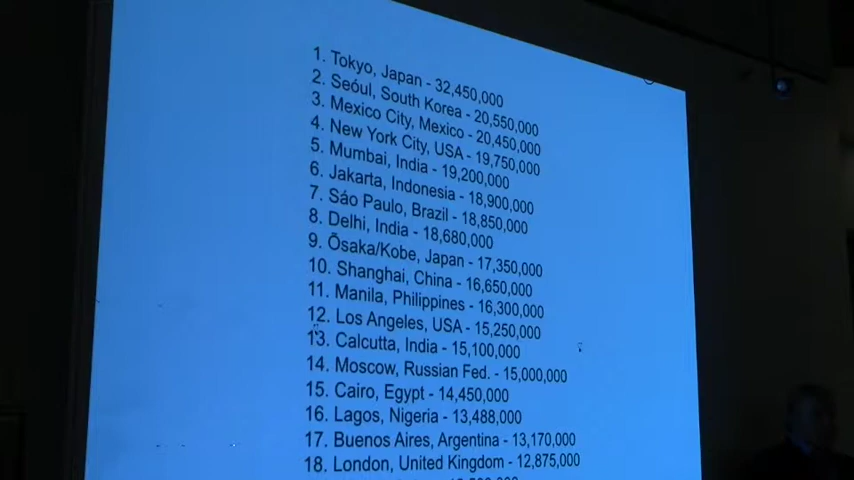 1. Tokyo, Japan - 32,450,000
2. Seóul, South Korea - 20,550,000
3. Mexico City, Mexico - 20,450,000
4. New York City, USA - 19,750,000
5. Mumbai, India - 19,200,000
6. Jakarta, Indonesia - 18,900,000
7. Sáo Paulo, Brazil - 18,850,000
8. Delhi, India - 18,680,000
9. Õsaka/Kobe, Japan - 17,350,000
10. Shanghai, China - 16,650,000
11. Manila, Philippines - 16,300,000
12. Los Angeles, USA - 15,250,000
13. Calcutta, India - 15,100,000
14. Moscow, Russian Fed. - 15,000,000
15. Cairo, Egypt - 14,450,000
16. Lagos, Nigeria - 13,488,000
17. Buenos Aires, Argentina - 13,170,000
18. London, United Kingdom - 12,875,000